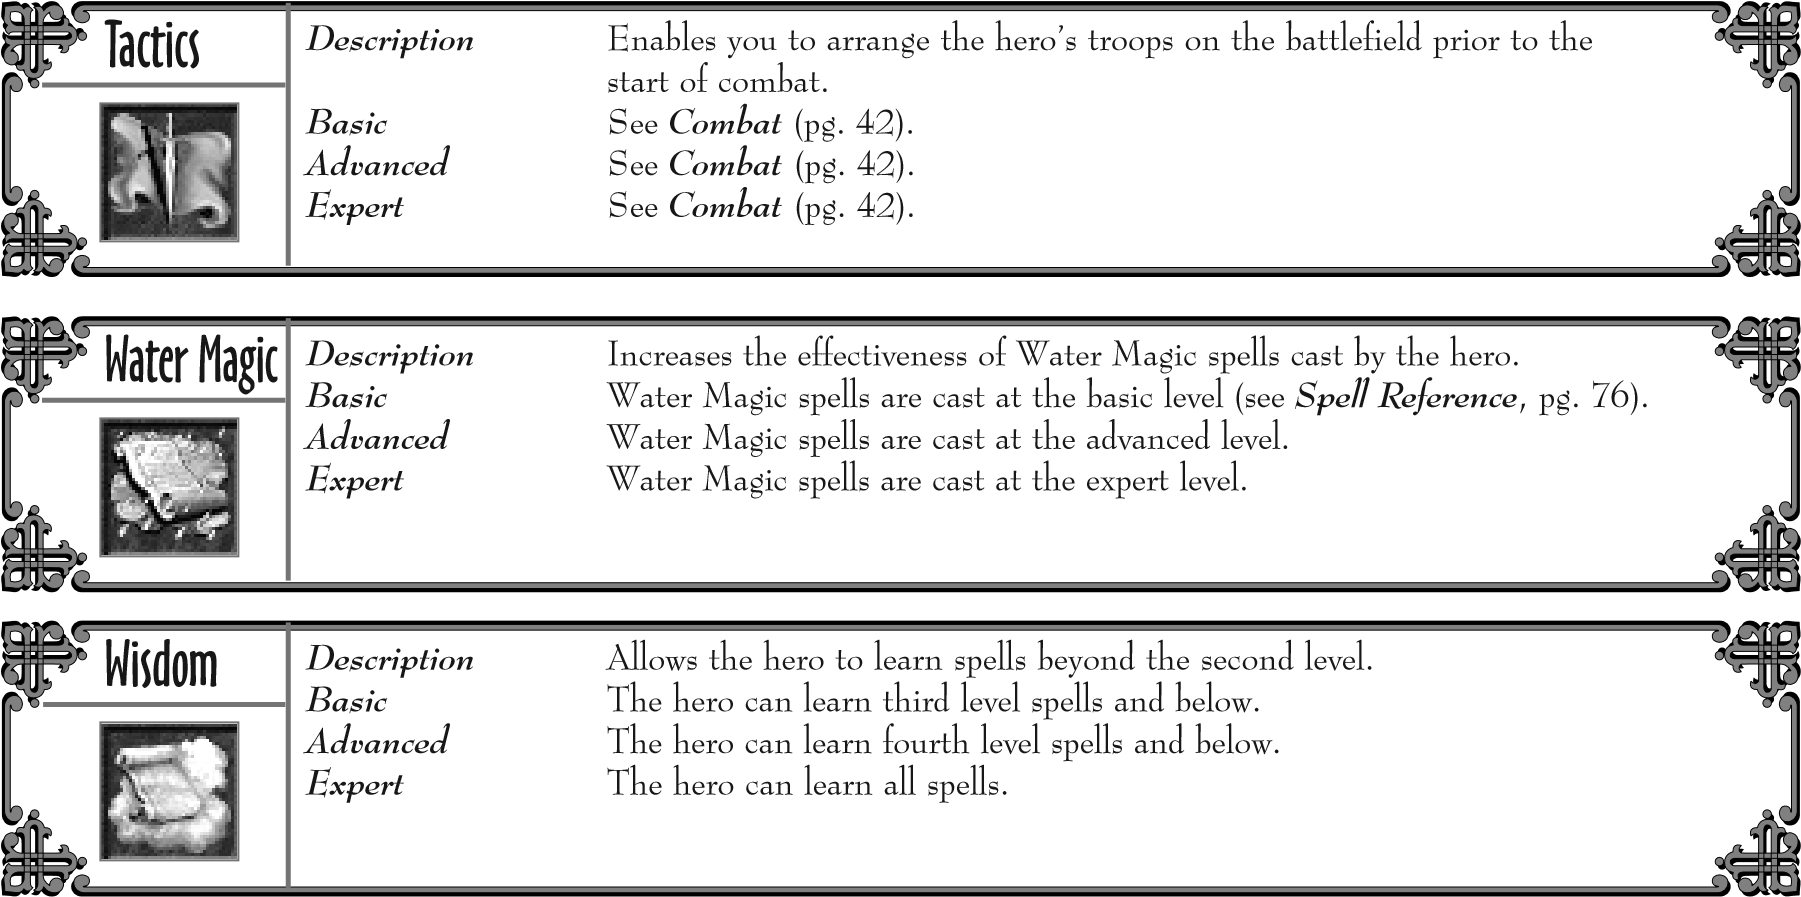 Tactics
Description Enables you to arrange the hero’s troops on the battlefield prior to the
start of combat.
Basic See Combat (pg. 42).
Advanced See Combat (pg. 42).
Expert See Combat (pg. 42).
Water Magic
Description Increases the effectiveness of Water Magic spells cast by the hero.
Basic Water Magic spells are cast at the basic level (see Spell Reference, pg. 76).
Advanced Water Magic spells are cast at the advanced level.
Expert Water Magic spells are cast at the expert level.
Wisdom
Description Allows the hero to learn spells beyond the second level.
Basic The hero can learn third level spells and below.
Advanced The hero can learn fourth level spells and below.
Expert The hero can learn all spells.